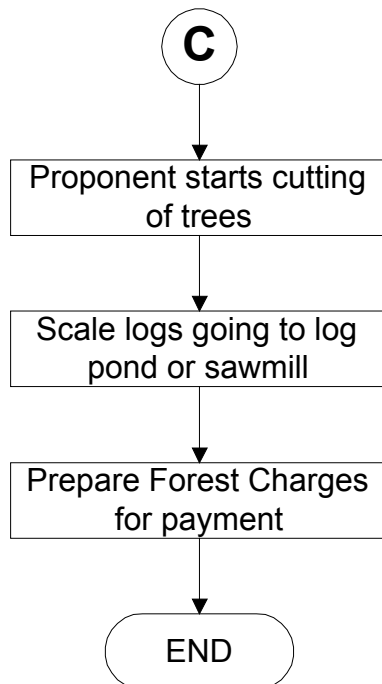 C
Proponent starts cutting
of trees
Scale logs going to log
pond or sawmill
Prepare Forest Charges
for payment
END